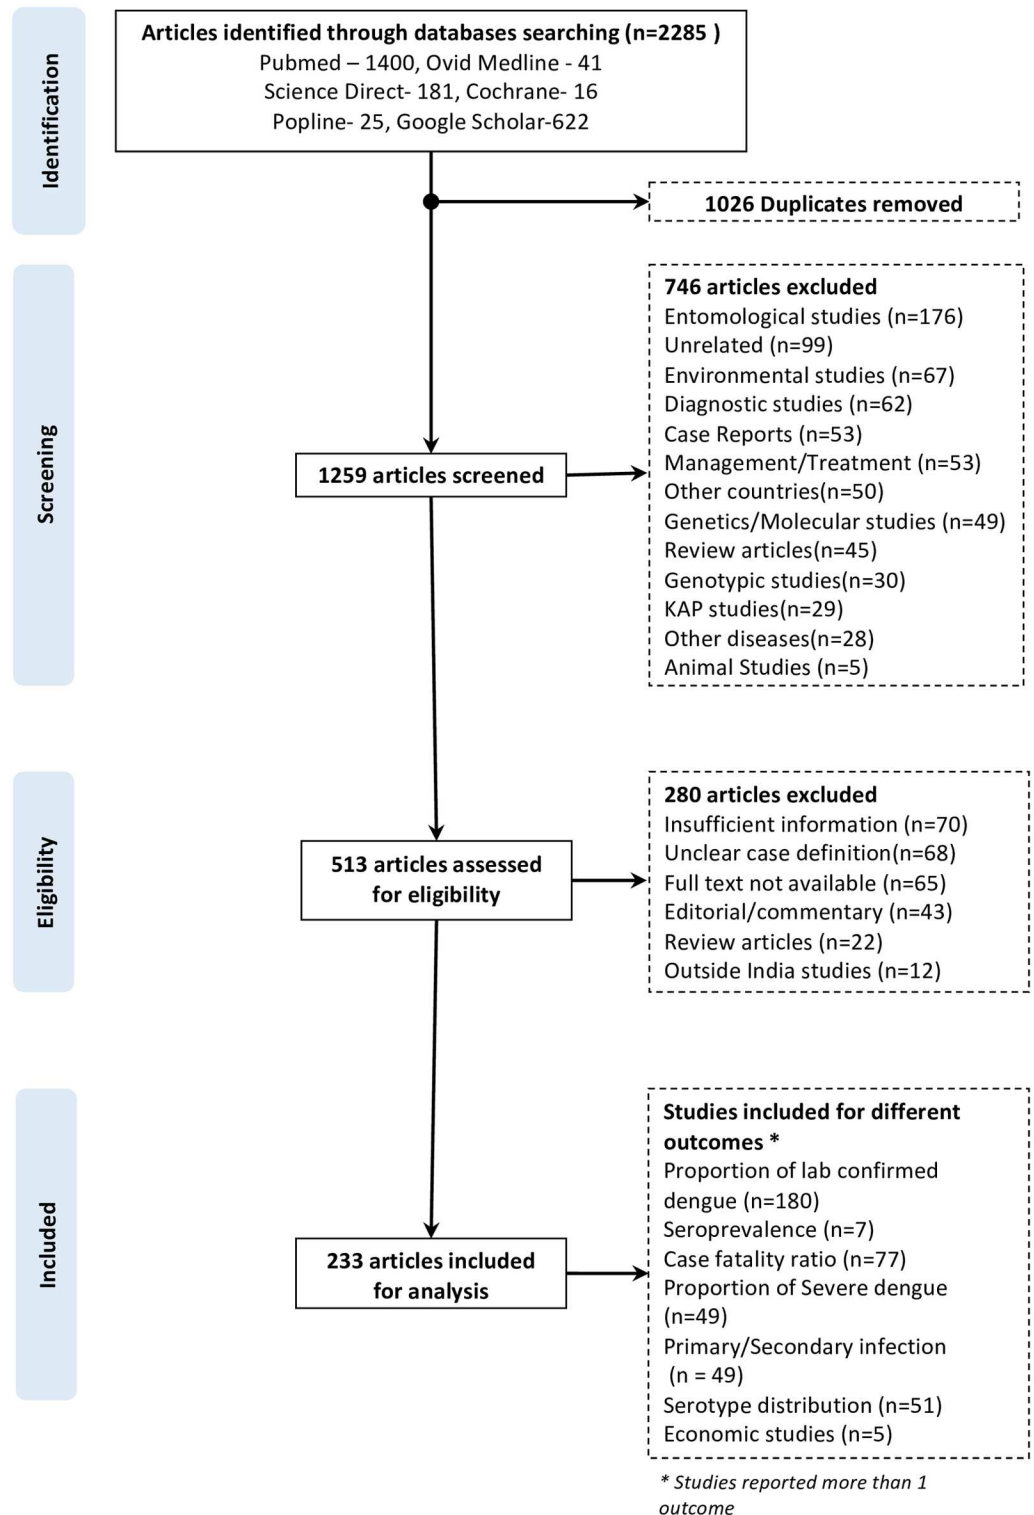 Identification
Articles identified through databases searching (n=2285 )
Pubmed – 1400, Ovid Medline - 41
Science Direct- 181, Cochrane- 16
Popline- 25, Google Scholar-622
1026 Duplicates removed
Screening
1259 articles screened
746 articles excluded
Entomological studies (n=176)
Unrelated (n=99)
Environmental studies (n=67)
Diagnostic studies (n=62)
Case Reports (n=53)
Management/Treatment (n=53)
Other countries(n=50)
Genetics/Molecular studies (n=49)
Review articles(n=45)
Genotypic studies(n=30)
KAP studies(n=29)
Other diseases(n=28)
Animal Studies (n=5)
Eligibility
513 articles assessed
for eligibility
280 articles excluded
Insufficient information (n=70)
Unclear case definition(n=68)
Full text not available (n=65)
Editorial/commentary (n=43)
Review articles (n=22)
Outside India studies (n=12)
Included
233 articles included
for analysis
Studies included for different
outcomes *
Proportion of lab confirmed
dengue (n=180)
Seroprevalence (n=7)
Case fatality ratio (n=77)
Proportion of Severe dengue
(n=49)
Primary/Secondary infection
(n = 49)
Serotype distribution (n=51)
Economic studies (n=5)
* Studies reported more than 1
outcome